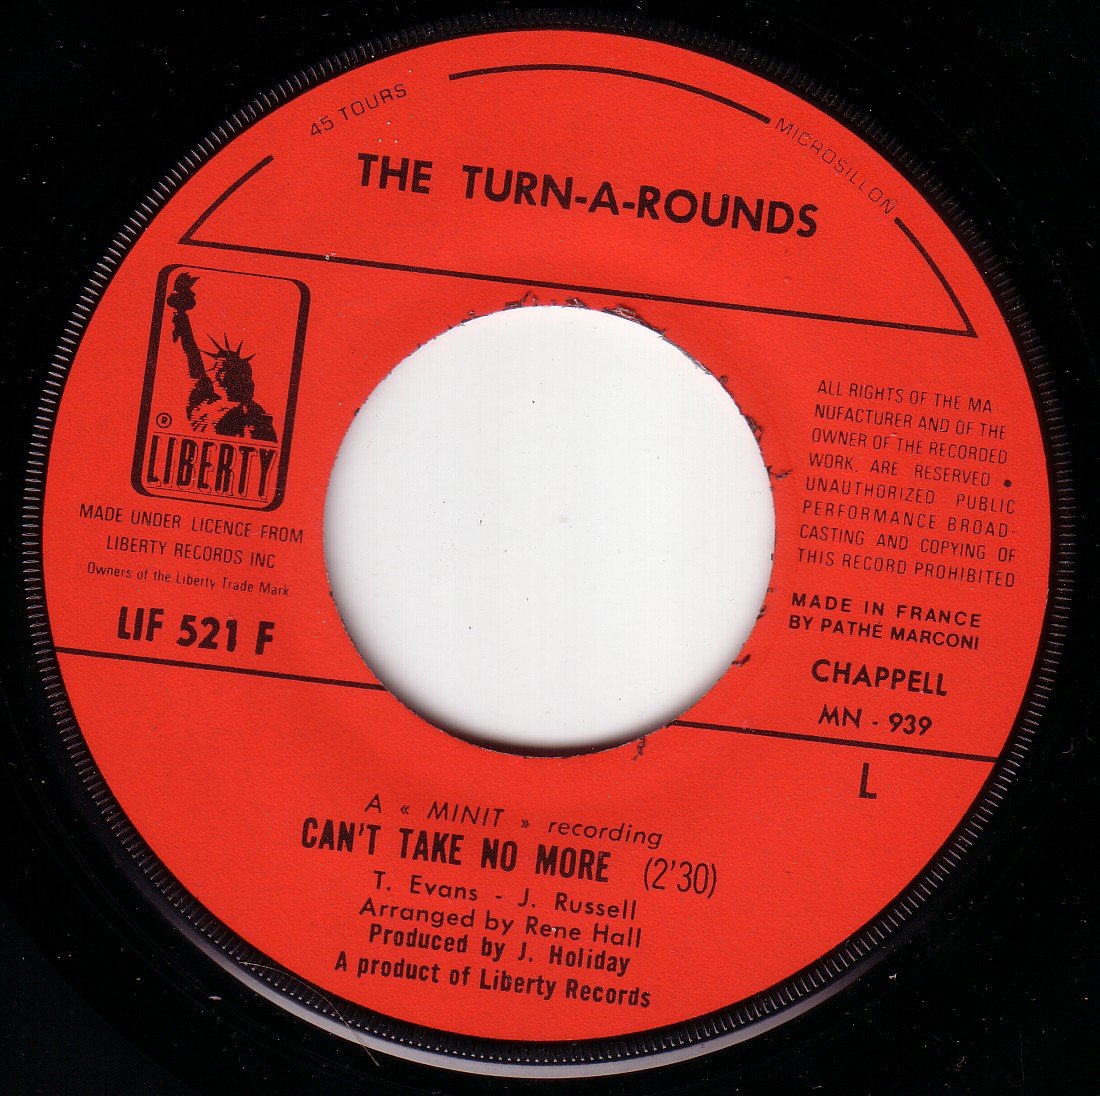 45 TOURS
MICROSILLON
THE TURN-A-ROUNDS
®
LIBERTY
MADE UNDER LICENCE FROM
LIBERTY RECORDS INC
Owners of the Liberty Trade Mark
LIF 521 F
ALL RIGHTS OF THE MA
NUFACTURER AND OF THE
OWNER OF THE RECORDED
WORK. ARE RESERVED •
UNAUTHORIZED PUBLIC
PERFORMANCE BROAD-
CASTING AND COPYING OF
THIS RECORD PROHIBITED
MADE IN FRANCE
BY PATHÉ MARCONI
CHAPPELL
MN - 939
L
A « MINIT » recording
CAN'T TAKE NO MORE (2'30)
T. Evans - J. Russell
Arranged by Rene Hall
Produced by J. Holiday
A product of Liberty Records